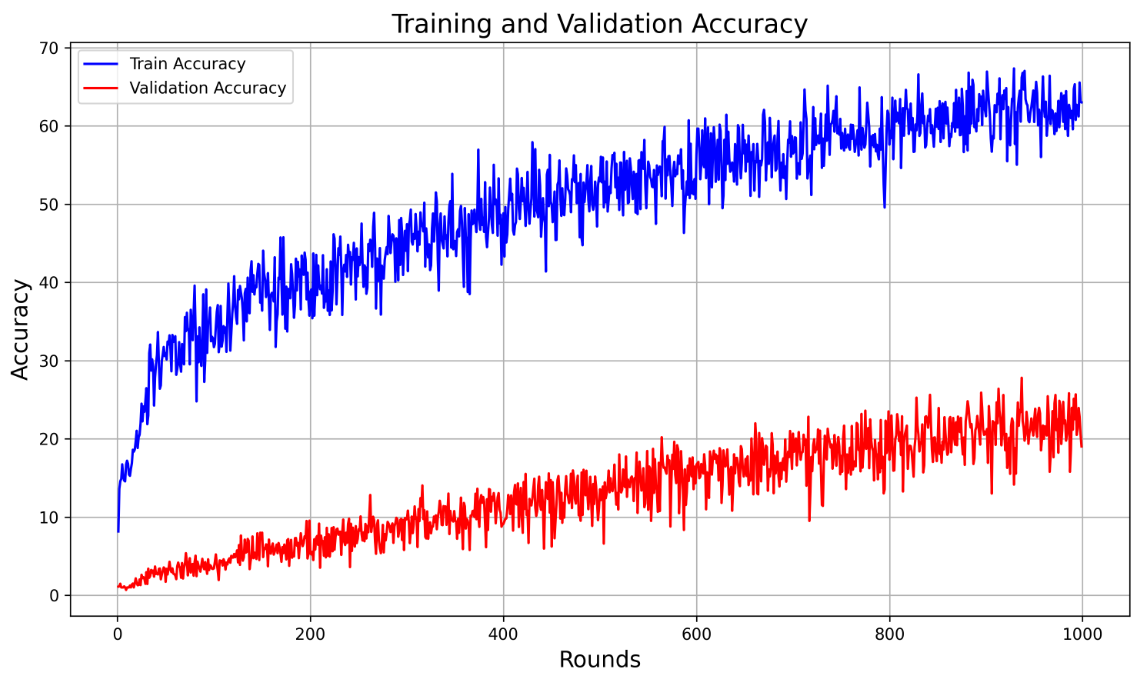 Training and Validation Accuracy
Train Accuracy
Validation Accuracy
Accuracy
70
60
50
40
30
20
10
0
0 200 400 600 800 1000
Rounds